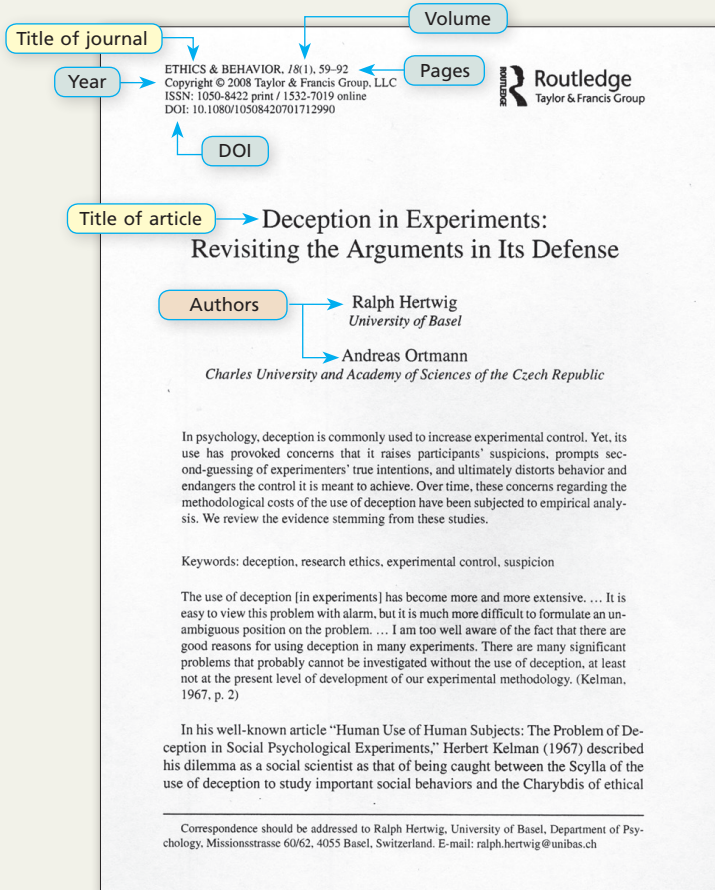 Volume
Title of journal
Year
Pages
ETHICS & BEHAVIOR, 18(1), 59–92
Copyright © 2008 Taylor & Francis Group, LLC
ISSN: 1050-8422 print / 1532-7019 online
DOI: 10.1080/10508420701712990
ROUTLEDGE
Routledge
Taylor & Francis Group
DOI
Title of article
Deception in Experiments:
Revisiting the Arguments in Its Defense
Authors
Ralph Hertwig
University of Basel
Andreas Ortmann
Charles University and Academy of Sciences of the Czech Republic
In psychology, deception is commonly used to increase experimental control. Yet, its
use has provoked concerns that it raises participants’ suspicions, prompts sec-
ond-guessing of experimenters’ true intentions, and ultimately distorts behavior and
endangers the control it is meant to achieve. Over time, these concerns regarding the
methodological costs of the use of deception have been subjected to empirical analy-
sis. We review the evidence stemming from these studies.
Keywords: deception, research ethics, experimental control, suspicion
The use of deception [in experiments] has become more and more extensive. … It is
easy to view this problem with alarm, but it is much more difficult to formulate an un-
ambiguous position on the problem. … I am too well aware of the fact that there are
good reasons for using deception in many experiments. There are many significant
problems that probably cannot be investigated without the use of deception, at least
not at the present level of development of our experimental methodology. (Kelman,
1967, p. 2)
In his well-known article “Human Use of Human Subjects: The Problem of De-
ception in Social Psychological Experiments,” Herbert Kelman (1967) described
his dilemma as a social scientist as that of being caught between the Scylla of the
use of deception to study important social behaviors and the Charybdis of ethical
Correspondence should be addressed to Ralph Hertwig, University of Basel, Department of Psy-
chology, Missionsstrasse 60/62, 4055 Basel, Switzerland. E-mail: ralph.hertwig@unibas.ch